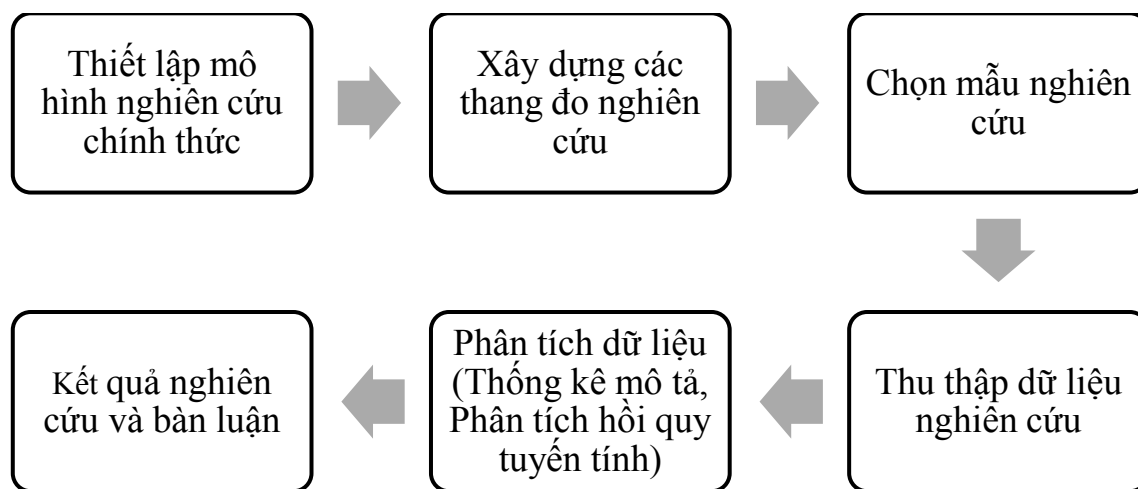 Thiết lập mô
hình nghiên cứu
chính thức
Xây dựng các
thang đo nghiên
cứu
Chọn mẫu nghiên
cứu
Thu thập dữ liệu
nghiên cứu
Phân tích dữ liệu
(Thống kê mô tả,
Phân tích hồi quy
tuyến tính)
Kết quả nghiên
cứu và bàn luận